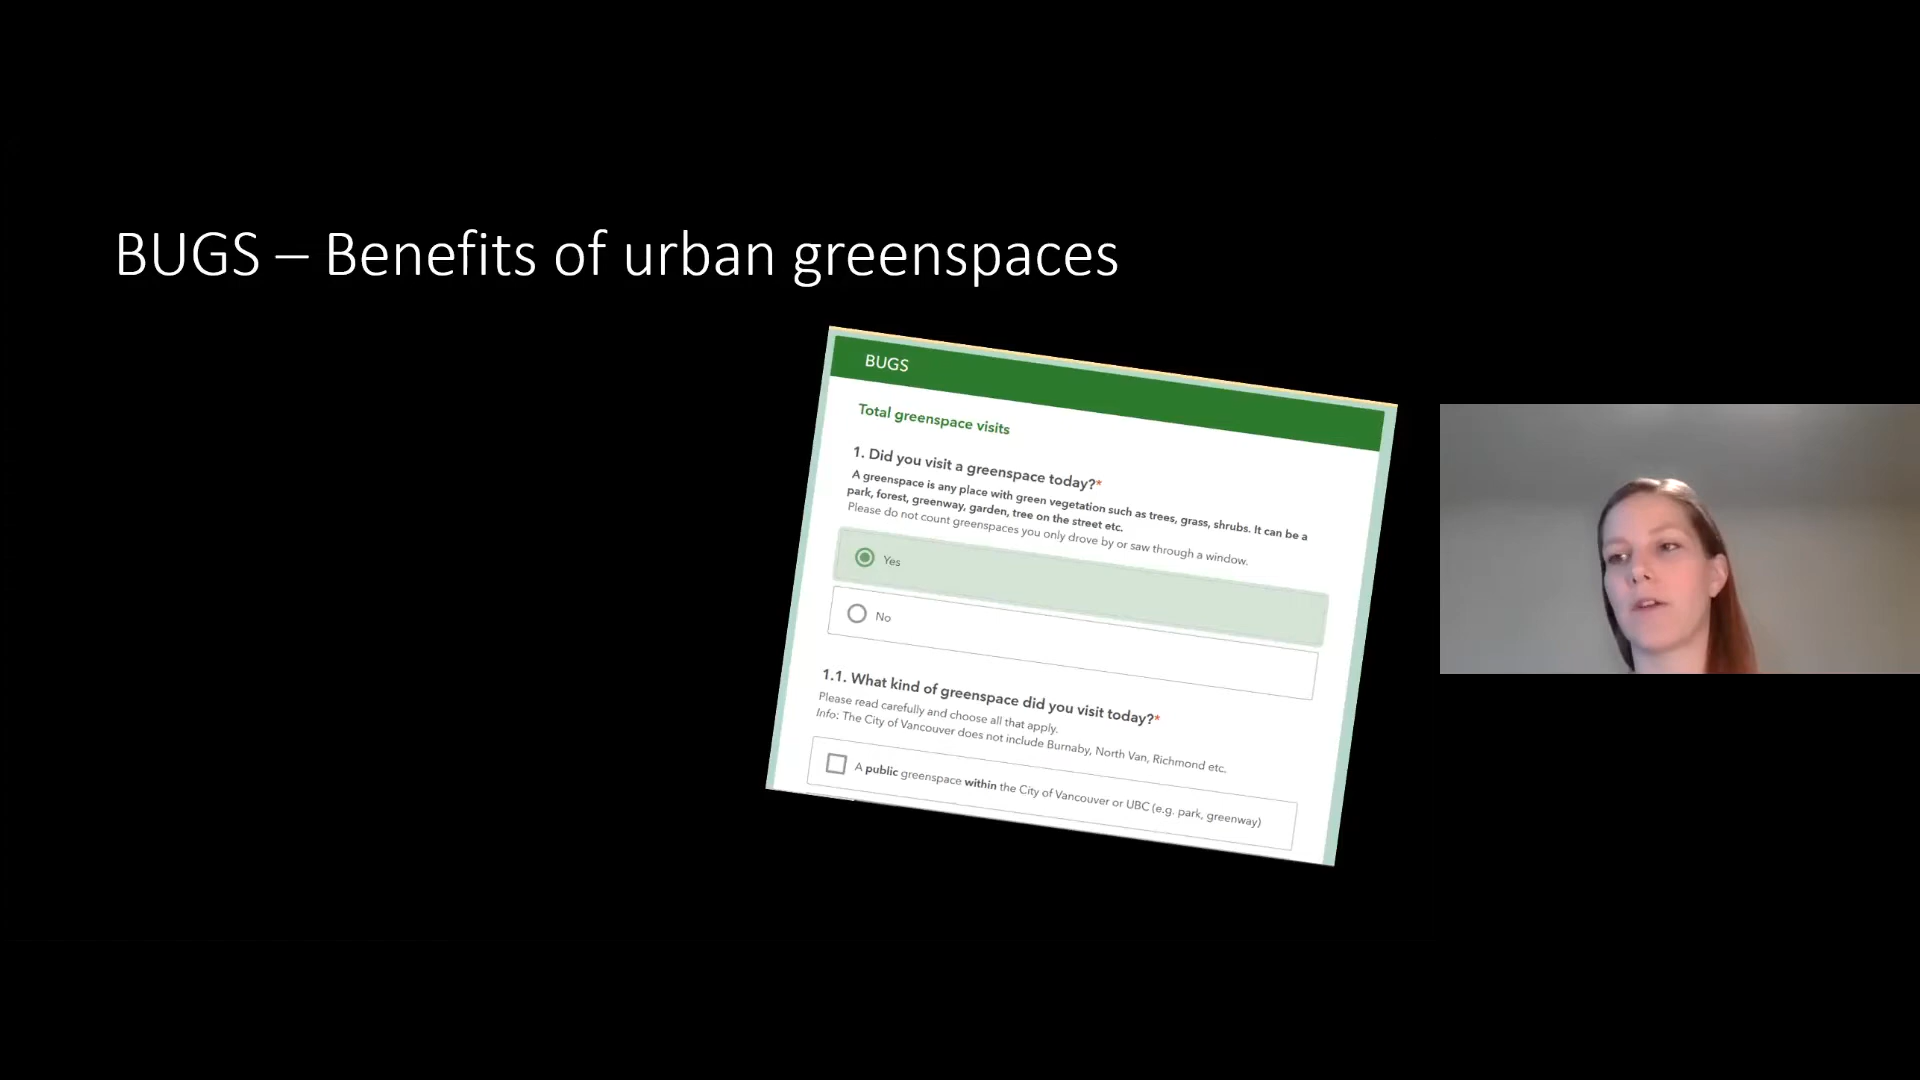 BUGS – Benefits of urban greenspaces
BUGS
Total greenspace visits
1. Did you visit a greenspace today?*
A greenspace is any place with green vegetation such as trees, grass, shrubs. It can be a
park, forest, greenway, garden, tree on the street etc.
Please do not count greenspaces you only drove by or saw through a window.
Yes
No
1.1. What kind of greenspace did you visit today?*
Please read carefully and choose all that apply.
Info: The City of Vancouver does not include Burnaby, North Van, Richmond etc.
A public greenspace within the City of Vancouver or UBC (e.g. park, greenway)